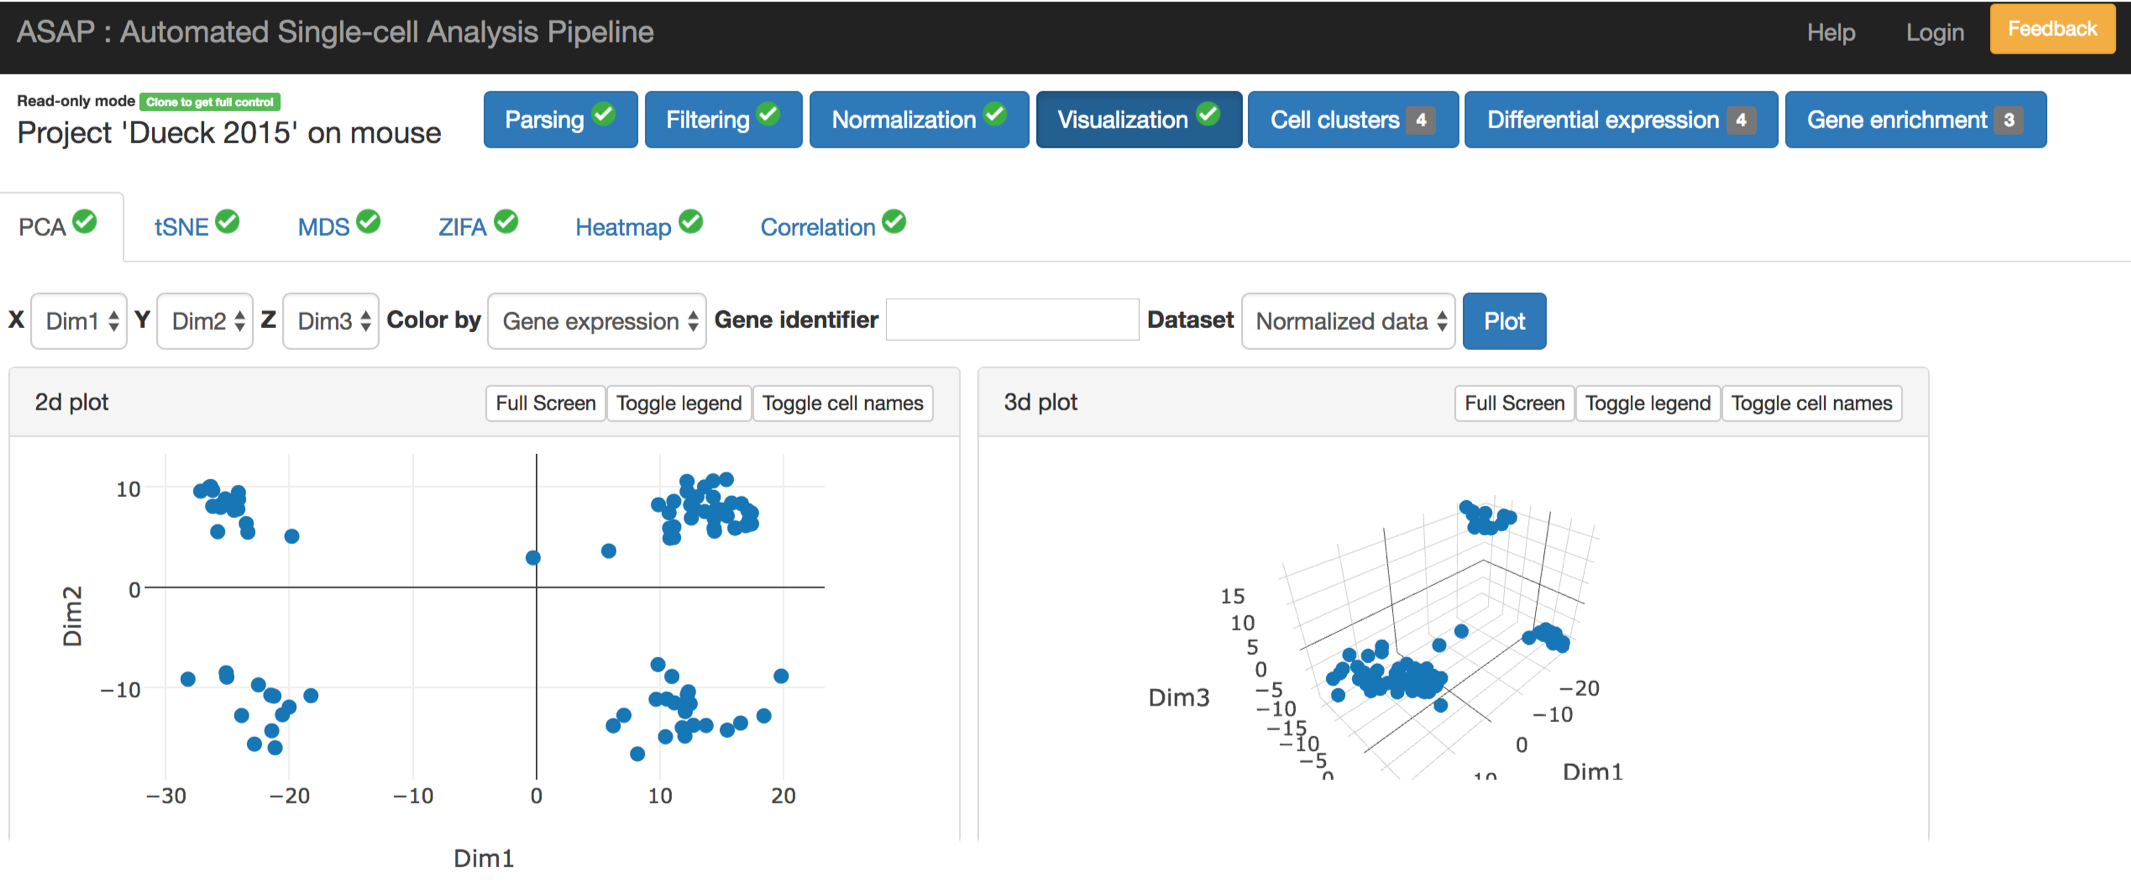 ASAP : Automated Single-cell Analysis Pipeline Help Login Feedback
Read-only mode Clone to get full control
Project 'Dueck 2015' on mouse
Parsing Filtering Normalization Visualization Cell clusters 4 Differential expression 4 Gene enrichment 3
PCA tSNE MDS ZIFA Heatmap Correlation
X Dim1 Y Dim2 Z Dim3 Color by Gene expression Gene identifier Dataset Normalized data Plot
2d plot Full Screen Toggle legend Toggle cell names
10
0
−10
Dim2
−30 −20 −10 0 10 20
Dim1
3d plot Full Screen Toggle legend Toggle cell names
15
10
5
0
−5
−10
−15
Dim3
−10
−5
0
−20
−10
0
10
Dim1